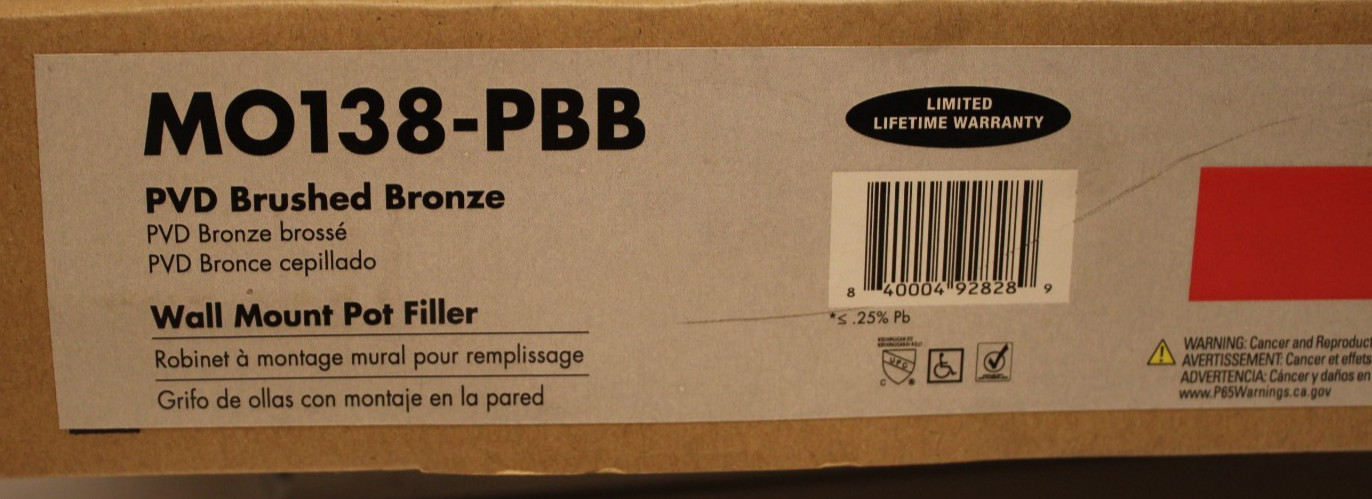 MO138-PBB
PVD Brushed Bronze
PVD Bronze brossé
PVD Bronce cepillado
Wall Mount Pot Filler
Robinet à montage mural pour remplissage
Grifo de ollas con montaje en la pared
LIMITED
LIFETIME WARRANTY
8 40004 92828 9
*≤ .25% Pb
UPC
C ®
WARNING: Cancer and Reproduct
AVERTISSEMENT: Cancer et effets
ADVERTENCIA: Cáncer y daños en
www.P65Warnings.ca.gov